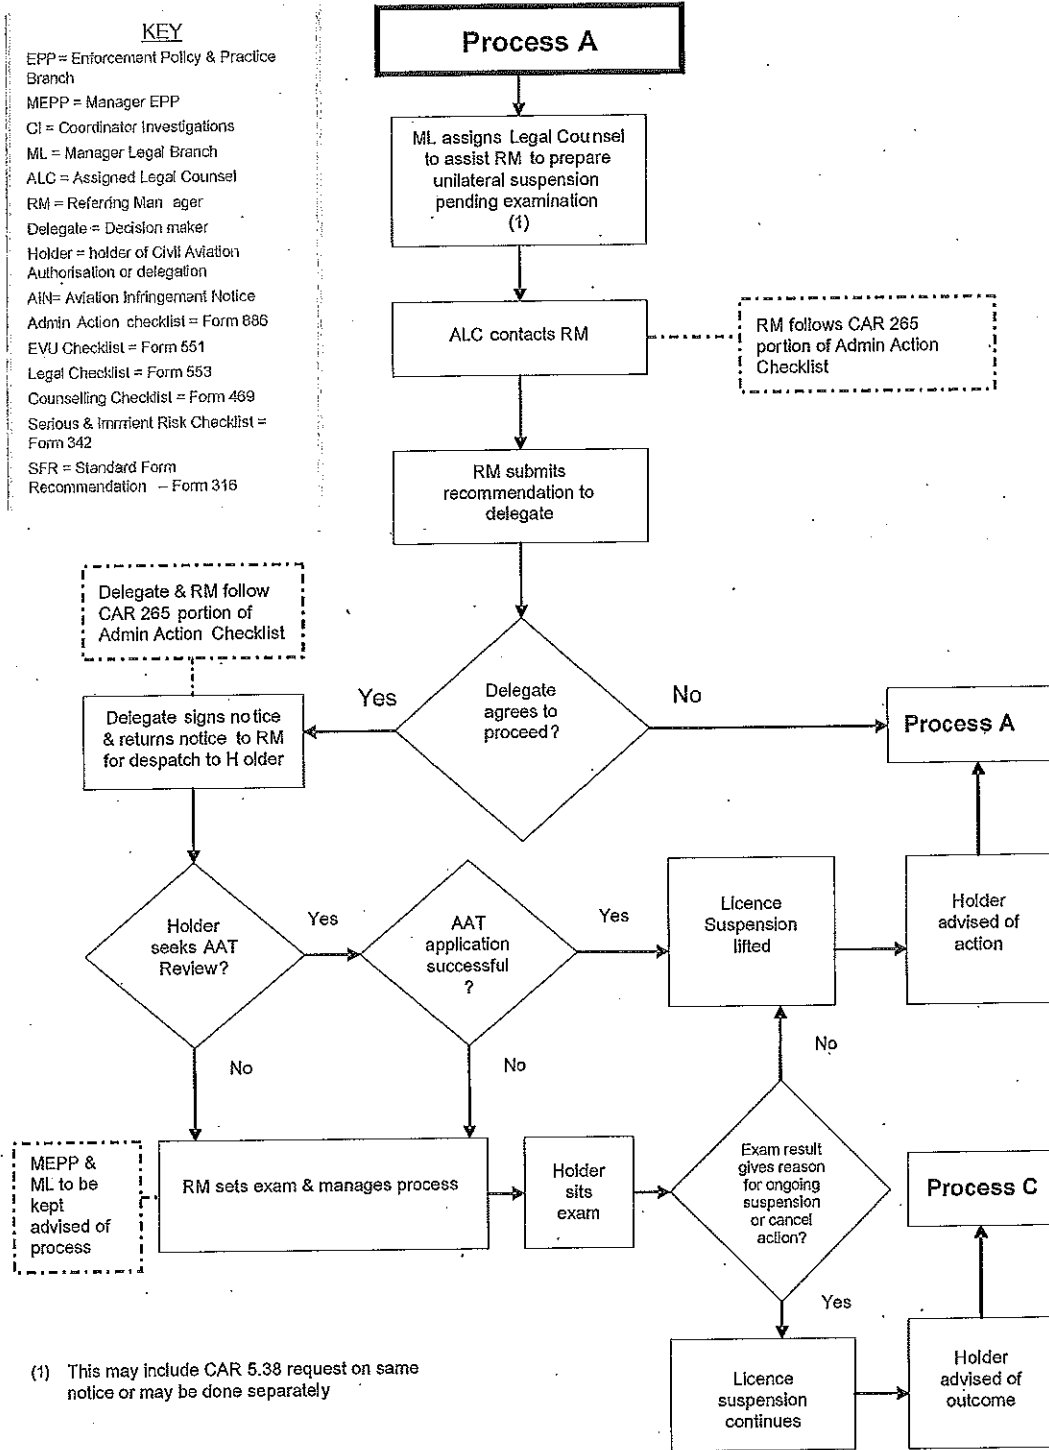 KEY
EPP = Enforcement Policy & Practice
Branch
MEPP = Manager EPP
CI = Coordinator Investigations
ML = Manager Legal Branch
ALC = Assigned Legal Counsel
RM = Referring Man ager
Delegate = Decision maker
Holder = holder of Civil Aviation
Authorisation or delegation
AIN= Aviation Infringement Notice
Admin Action checklist = Form 886
EVU Checklist = Form 551
Legal Checklist = Form 553
Counselling Checklist = Form 469
Serious & Immient Risk Checklist =
Form 342
SFR = Standard Form
Recommendation – Form 316
Process A
ML assigns Legal Counsel
to assist RM to prepare
unilateral suspension
pending examination
(1)
ALC contacts RM
RM follows CAR 265
portion of Admin Action
Checklist
RM submits
recommendation to
delegate
Delegate & RM follow
CAR 265 portion of
Admin Action Checklist
Delegate signs notice
& returns notice to RM
for despatch to H older
Yes
Delegate
agrees to
proceed?
No
Process A
Holder
seeks AAT
Review?
Yes
AAT
application
successful
?
Yes
Licence
Suspension
lifted
Holder
advised of
action
No
No
No
MEPP &
ML to be
kept
advised of
process
RM sets exam & manages process
Holder
sits
exam
Exam result
gives reason
for ongoing
suspension
or cancel
action?
Process C
Yes
Licence
suspension
continues
Holder
advised of
outcome
(1) This may include CAR 5.38 request on same
notice or may be done separately